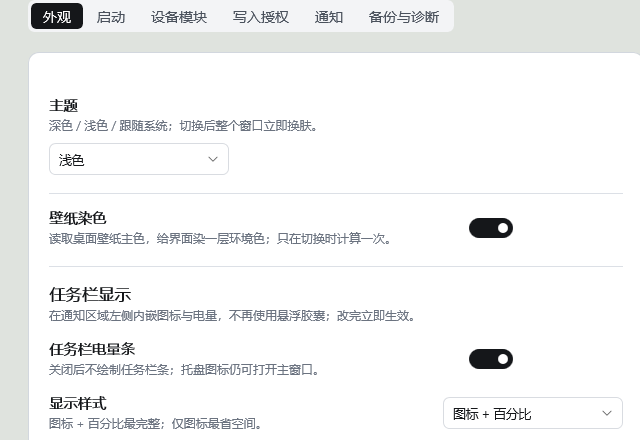 外观 启动 设备模块 写入授权 通知 备份与诊断
主题
深色 / 浅色 / 跟随系统；切换后整个窗口立即换肤。
浅色
壁纸染色
读取桌面壁纸主色，给界面染一层环境色；只在切换时计算一次。
任务栏显示
在通知区域左侧内嵌图标与电量，不再使用悬浮胶囊；改完立即生效。
任务栏电量条
关闭后不绘制任务栏条；托盘图标仍可打开主窗口。
显示样式
图标 + 百分比最完整；仅图标最省空间。
图标 + 百分比